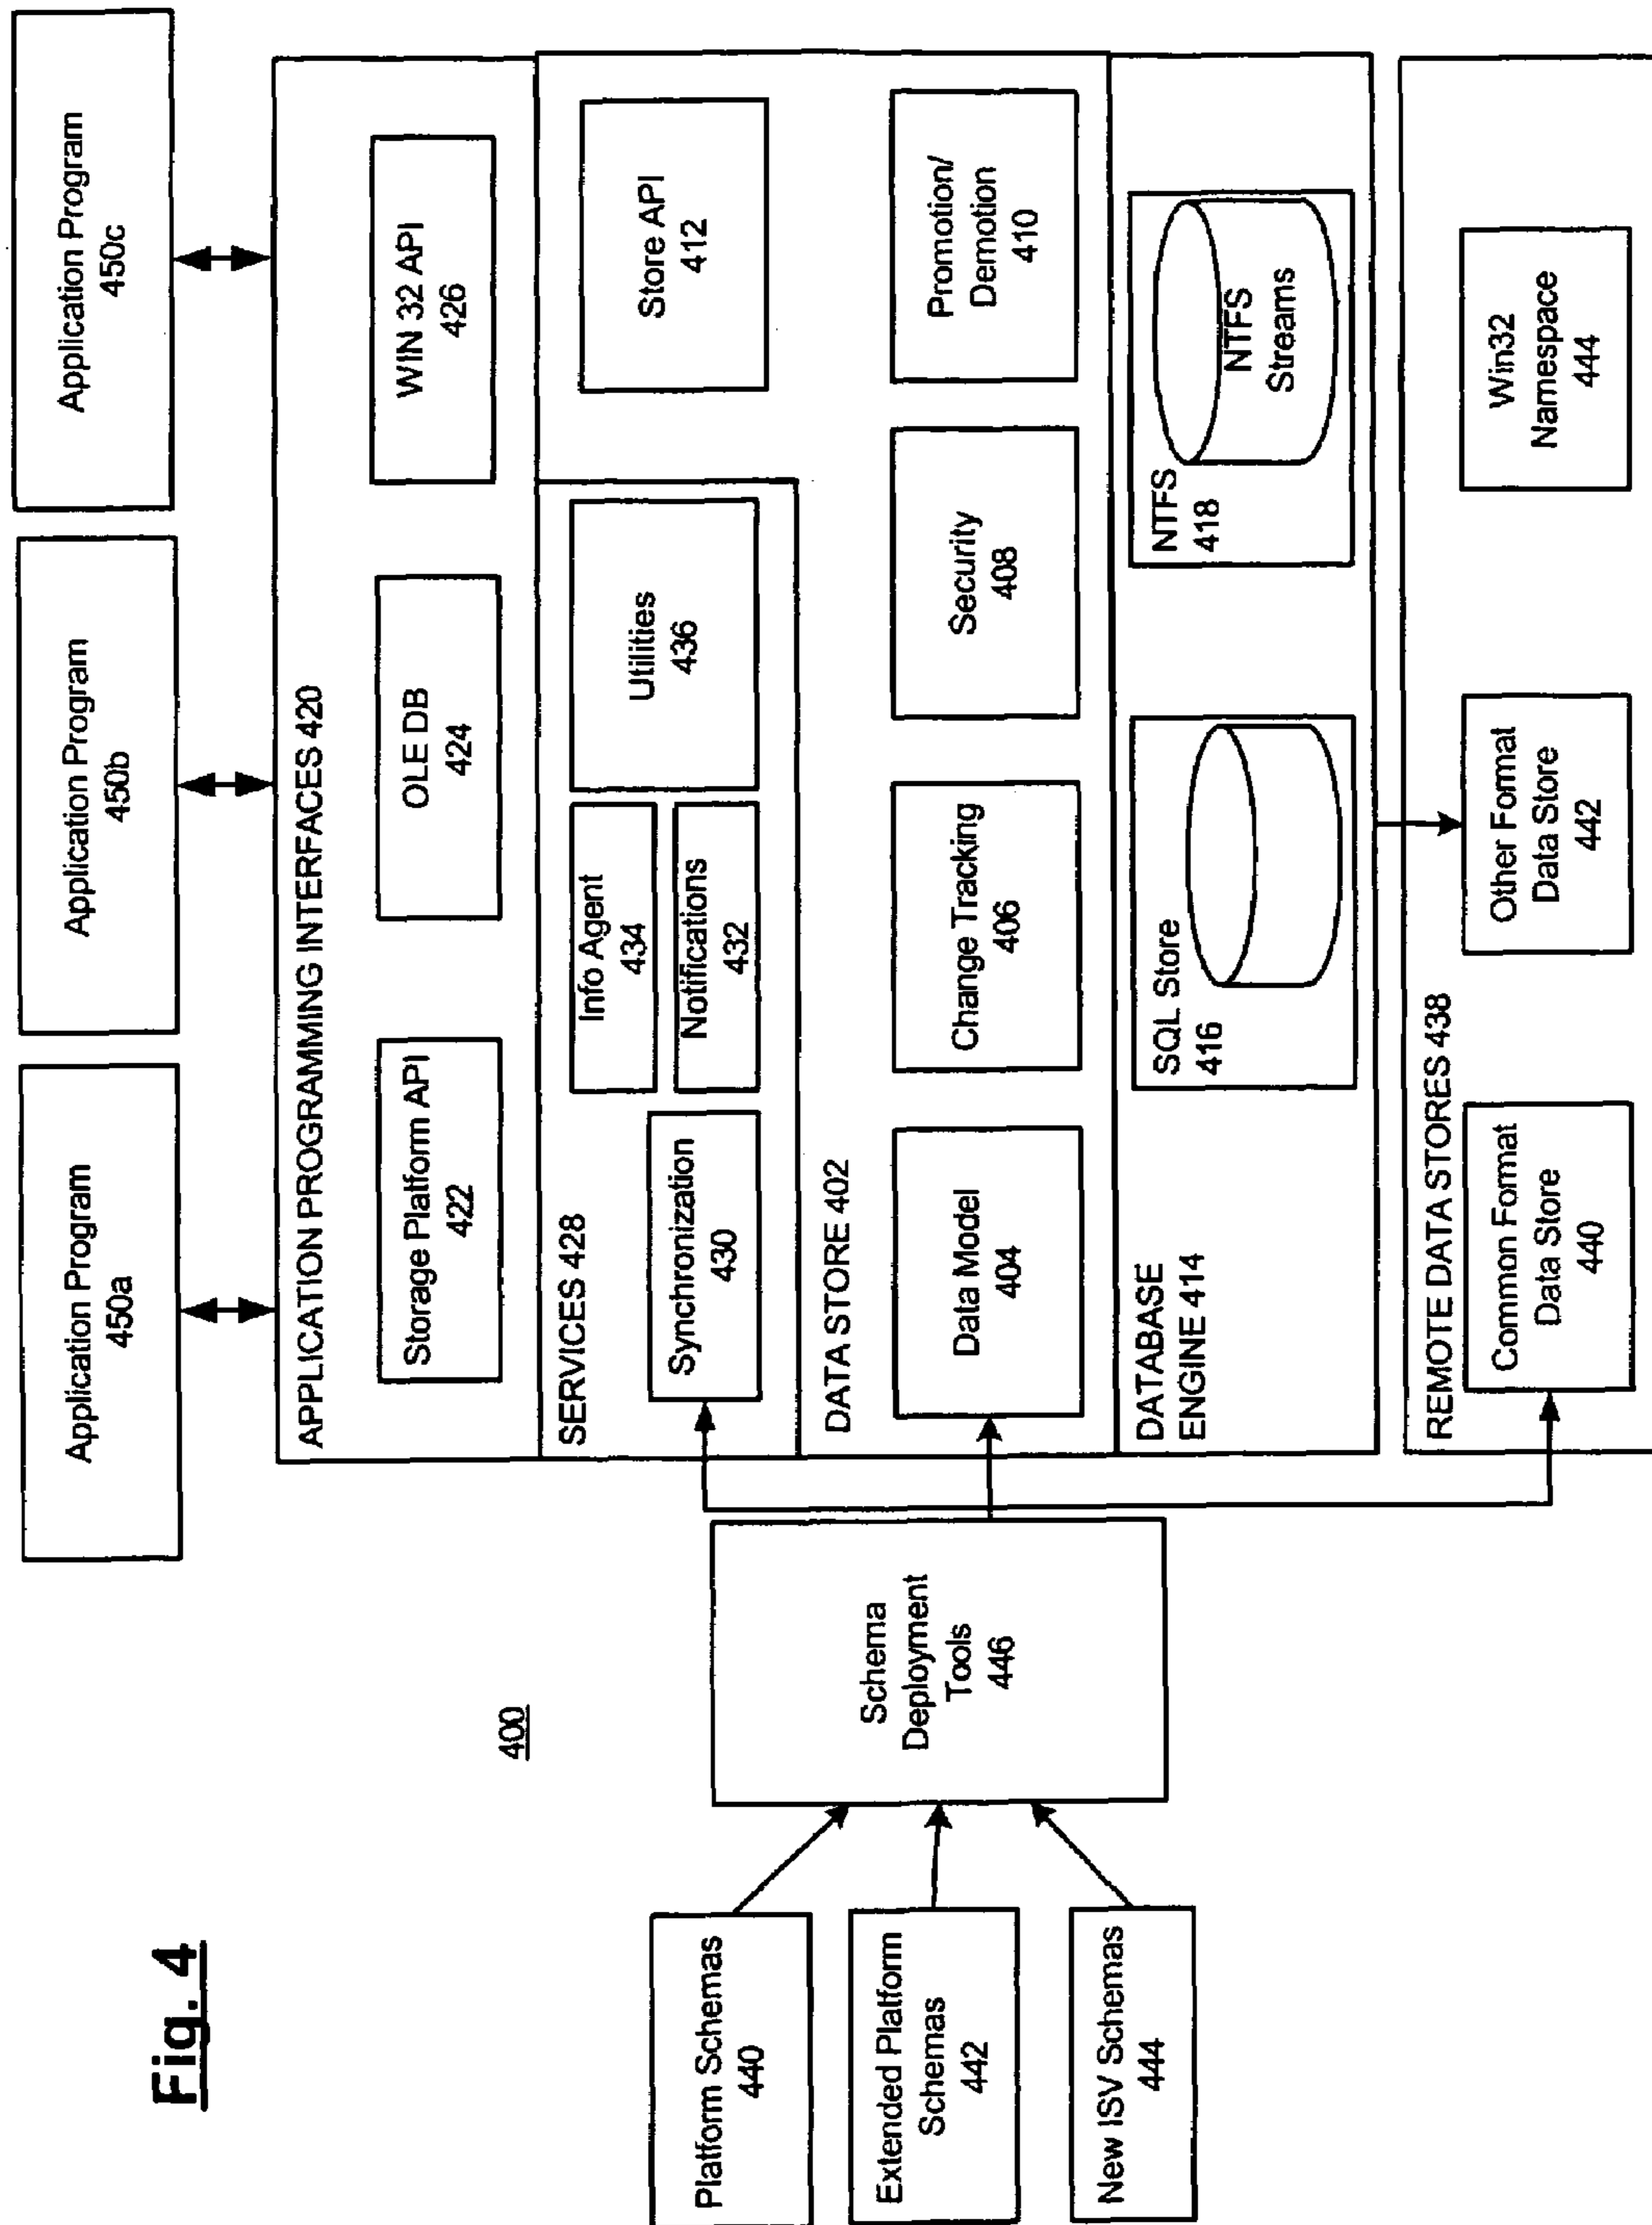 Fig. 4
400
Application Program
450a
Application Program
450b
Application Program
450c
APPLICATION PROGRAMMING INTERFACES 420
Storage Platform API
422
OLE DB
424
WIN 32 API
426
SERVICES 428
Synchronization
430
Info Agent
434
Notifications
432
Utilities
436
Store API
412
DATA STORE 402
Data Model
404
Change Tracking
406
Security
408
Promotion/
Demotion
410
DATABASE
ENGINE 414
SQL Store
416
NTFS
418
NTFS
Streams
REMOTE DATA STORES 438
Common Format
Data Store
440
Other Format
Data Store
442
Win32
Namespace
444
Schema
Deployment
Tools
446
Platform Schemas
440
Extended Platform
Schemas
442
New ISV Schemas
444